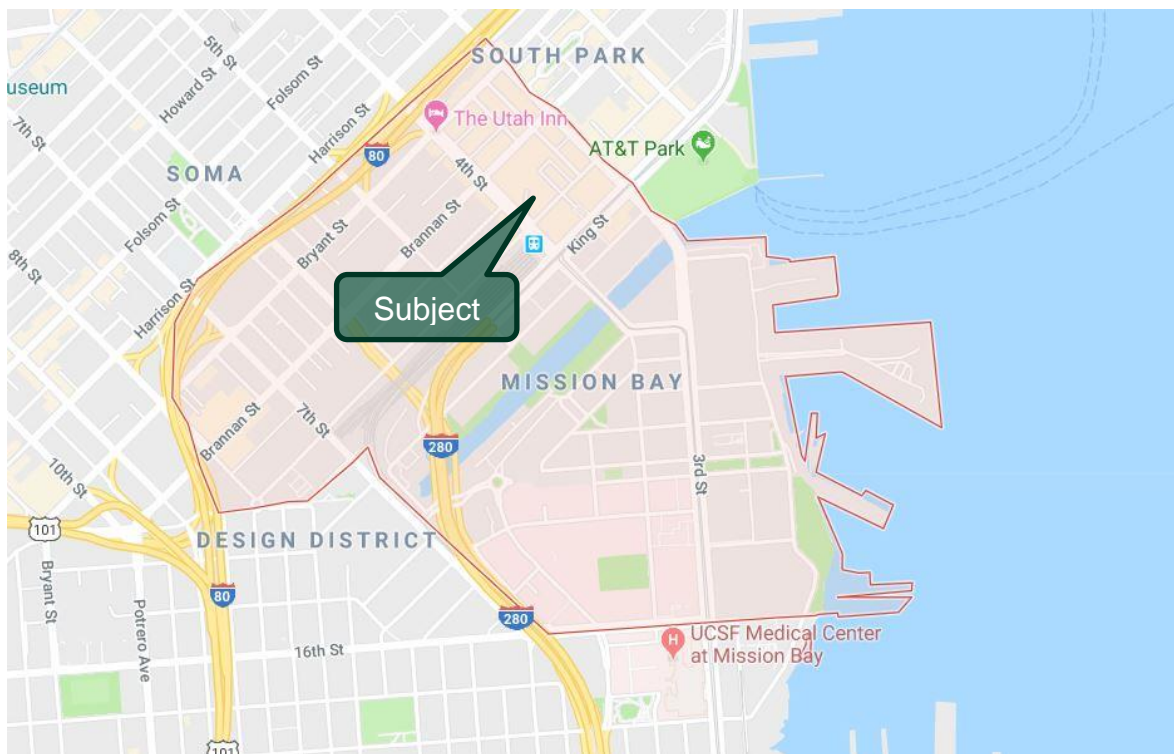 SOUTH PARK
5th St
Folsom St
Howard St
useum
Harrison St
The Utah Inn
7th St
80
AT&T Park
SOMA
4th St
Folsom St
Brannan St
Bryant St
King St
8th St
Harrison St
Subject
MISSION BAY
Brannan St
7th St
280
3rd St
10th St
101
DESIGN DISTRICT
Bryant St
Potrero Ave
80
280
16th St
H
UCSF Medical Center
at Mission Bay
101